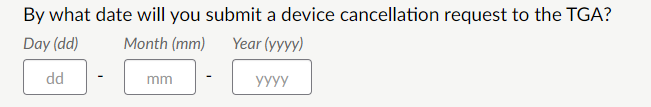 By what date will you submit a device cancellation request to the TGA?
Day (dd) Month (mm) Year (yyyy)
dd - mm - yyyy